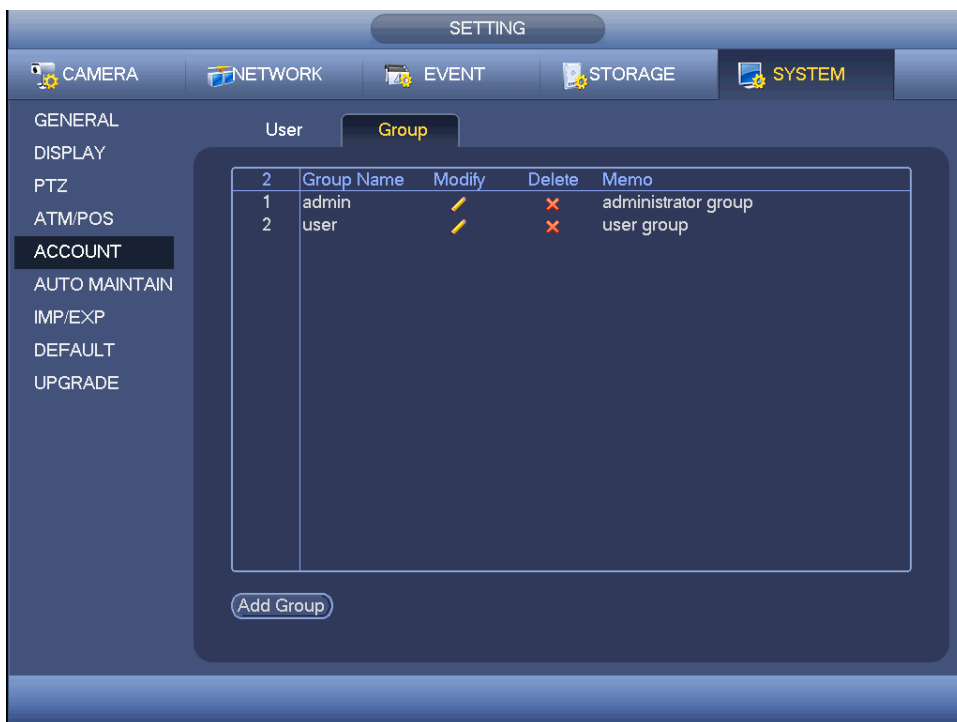 SETTING
CAMERA NETWORK EVENT STORAGE SYSTEM
GENERAL
DISPLAY
PTZ
ATM/POS
ACCOUNT
AUTO MAINTAIN
IMP/EXP
DEFAULT
UPGRADE
User Group
2 Group Name Modify Delete Memo
1 admin administrator group
2 user user group
Add Group